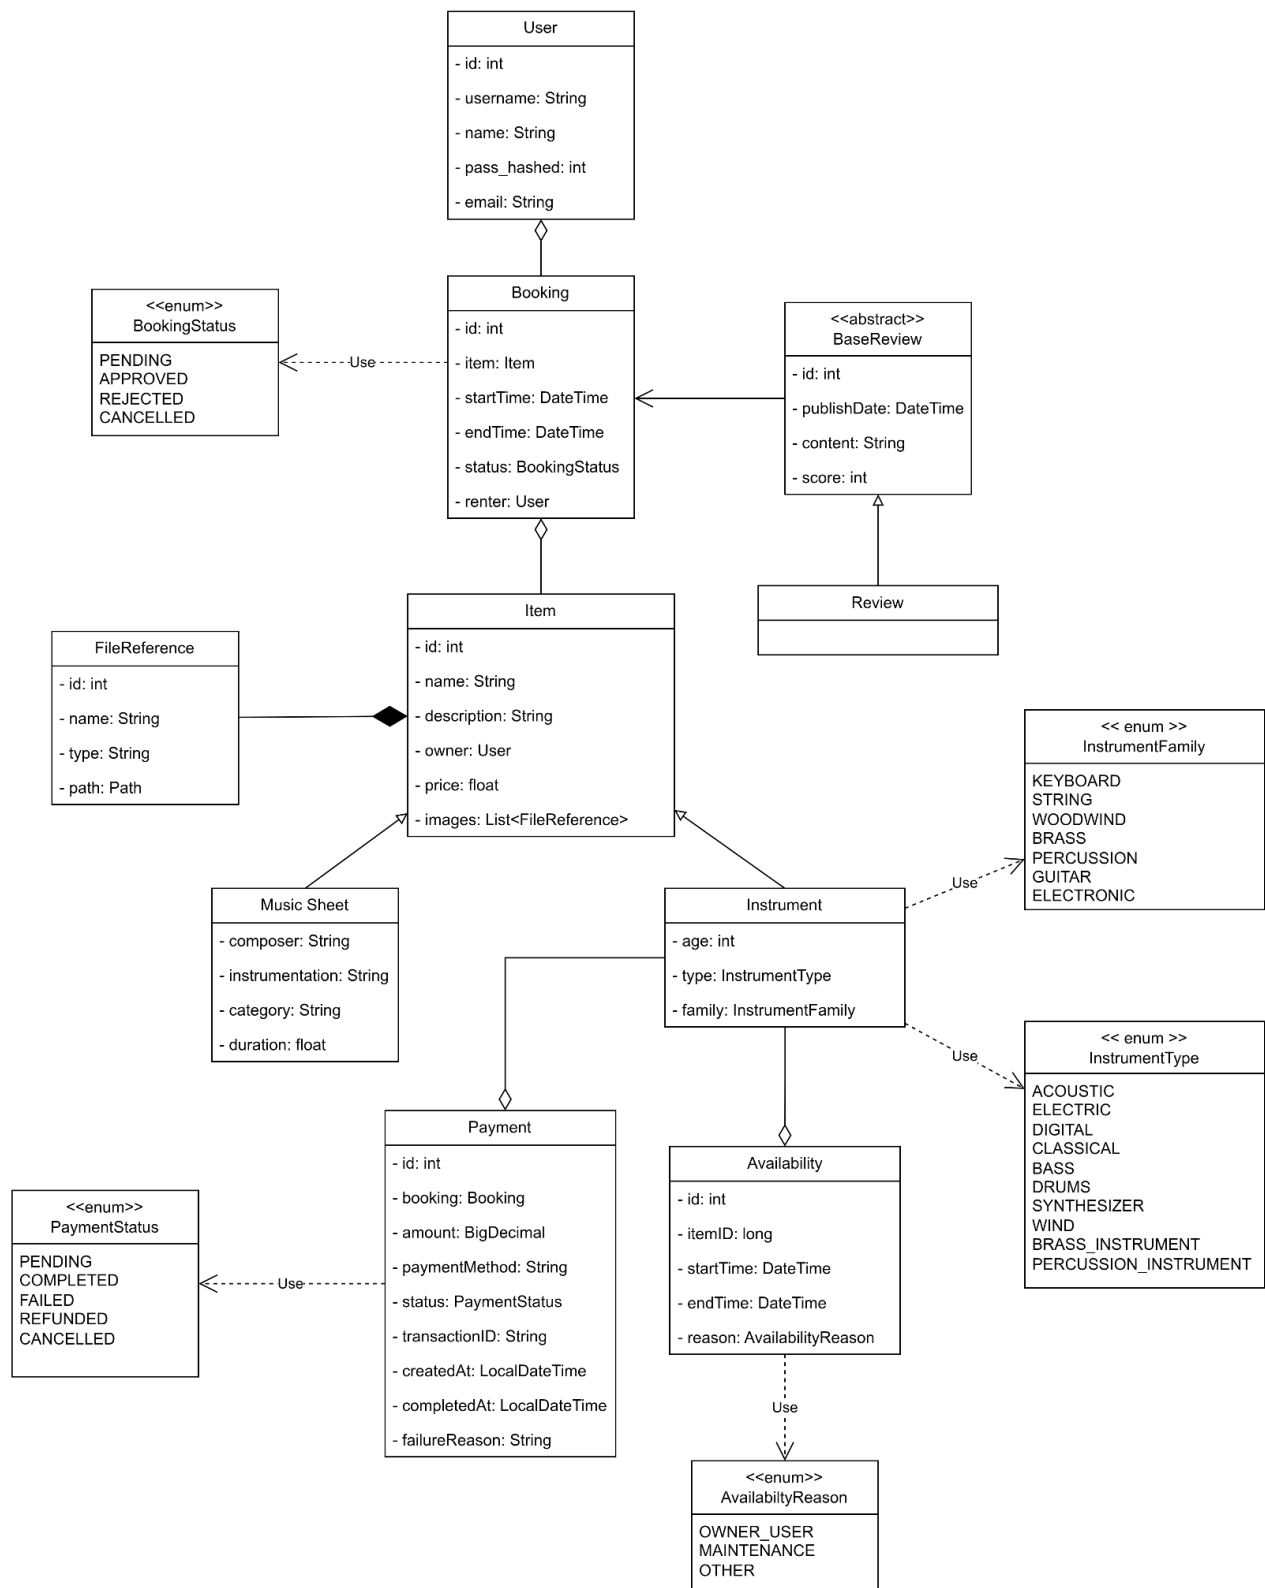 User
- id: int
- username: String
- name: String
- pass_hashed: int
- email: String
<<enum>>
BookingStatus
PENDING
APPROVED
REJECTED
CANCELLED
Use
Booking
- id: int
- item: Item
- startTime: DateTime
- endTime: DateTime
- status: BookingStatus
- renter: User
<<abstract>>
BaseReview
- id: int
- publishDate: DateTime
- content: String
- score: int
Review
FileReference
- id: int
- name: String
- type: String
- path: Path
Item
- id: int
- name: String
- description: String
- owner: User
- price: float
- images: List<FileReference>
<< enum >>
InstrumentFamily
KEYBOARD
STRING
WOODWIND
BRASS
PERCUSSION
GUITAR
ELECTRONIC
Music Sheet
- composer: String
- instrumentation: String
- category: String
- duration: float
Instrument
- age: int
- type: InstrumentType
- family: InstrumentFamily
Use
Use
<< enum >>
InstrumentType
ACOUSTIC
ELECTRIC
DIGITAL
CLASSICAL
BASS
DRUMS
SYNTHESIZER
WIND
BRASS_INSTRUMENT
PERCUSSION_INSTRUMENT
<<enum>>
PaymentStatus
PENDING
COMPLETED
FAILED
REFUNDED
CANCELLED
Use
Payment
- id: int
- booking: Booking
- amount: BigDecimal
- paymentMethod: String
- status: PaymentStatus
- transactionID: String
- createdAt: LocalDateTime
- completedAt: LocalDateTime
- failureReason: String
Availability
- id: int
- itemID: long
- startTime: DateTime
- endTime: DateTime
- reason: AvailabilityReason
Use
<<enum>>
AvailabiltyReason
OWNER_USER
MAINTENANCE
OTHER